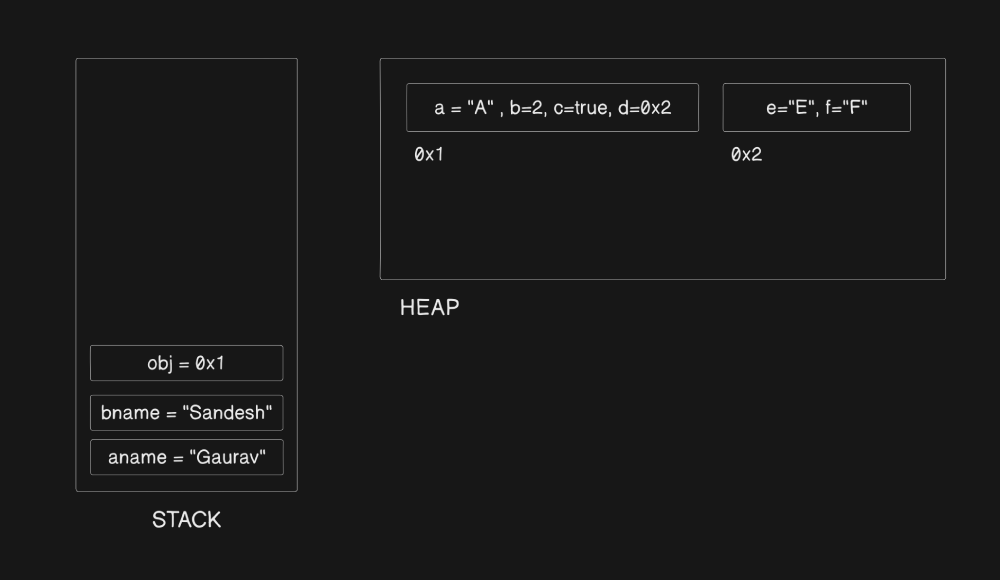 a = "A" , b=2, c=true, d=0x2
e="E", f="F"
0x1
0x2
HEAP
obj = 0x1
bname = "Sandesh"
aname = "Gaurav"
STACK